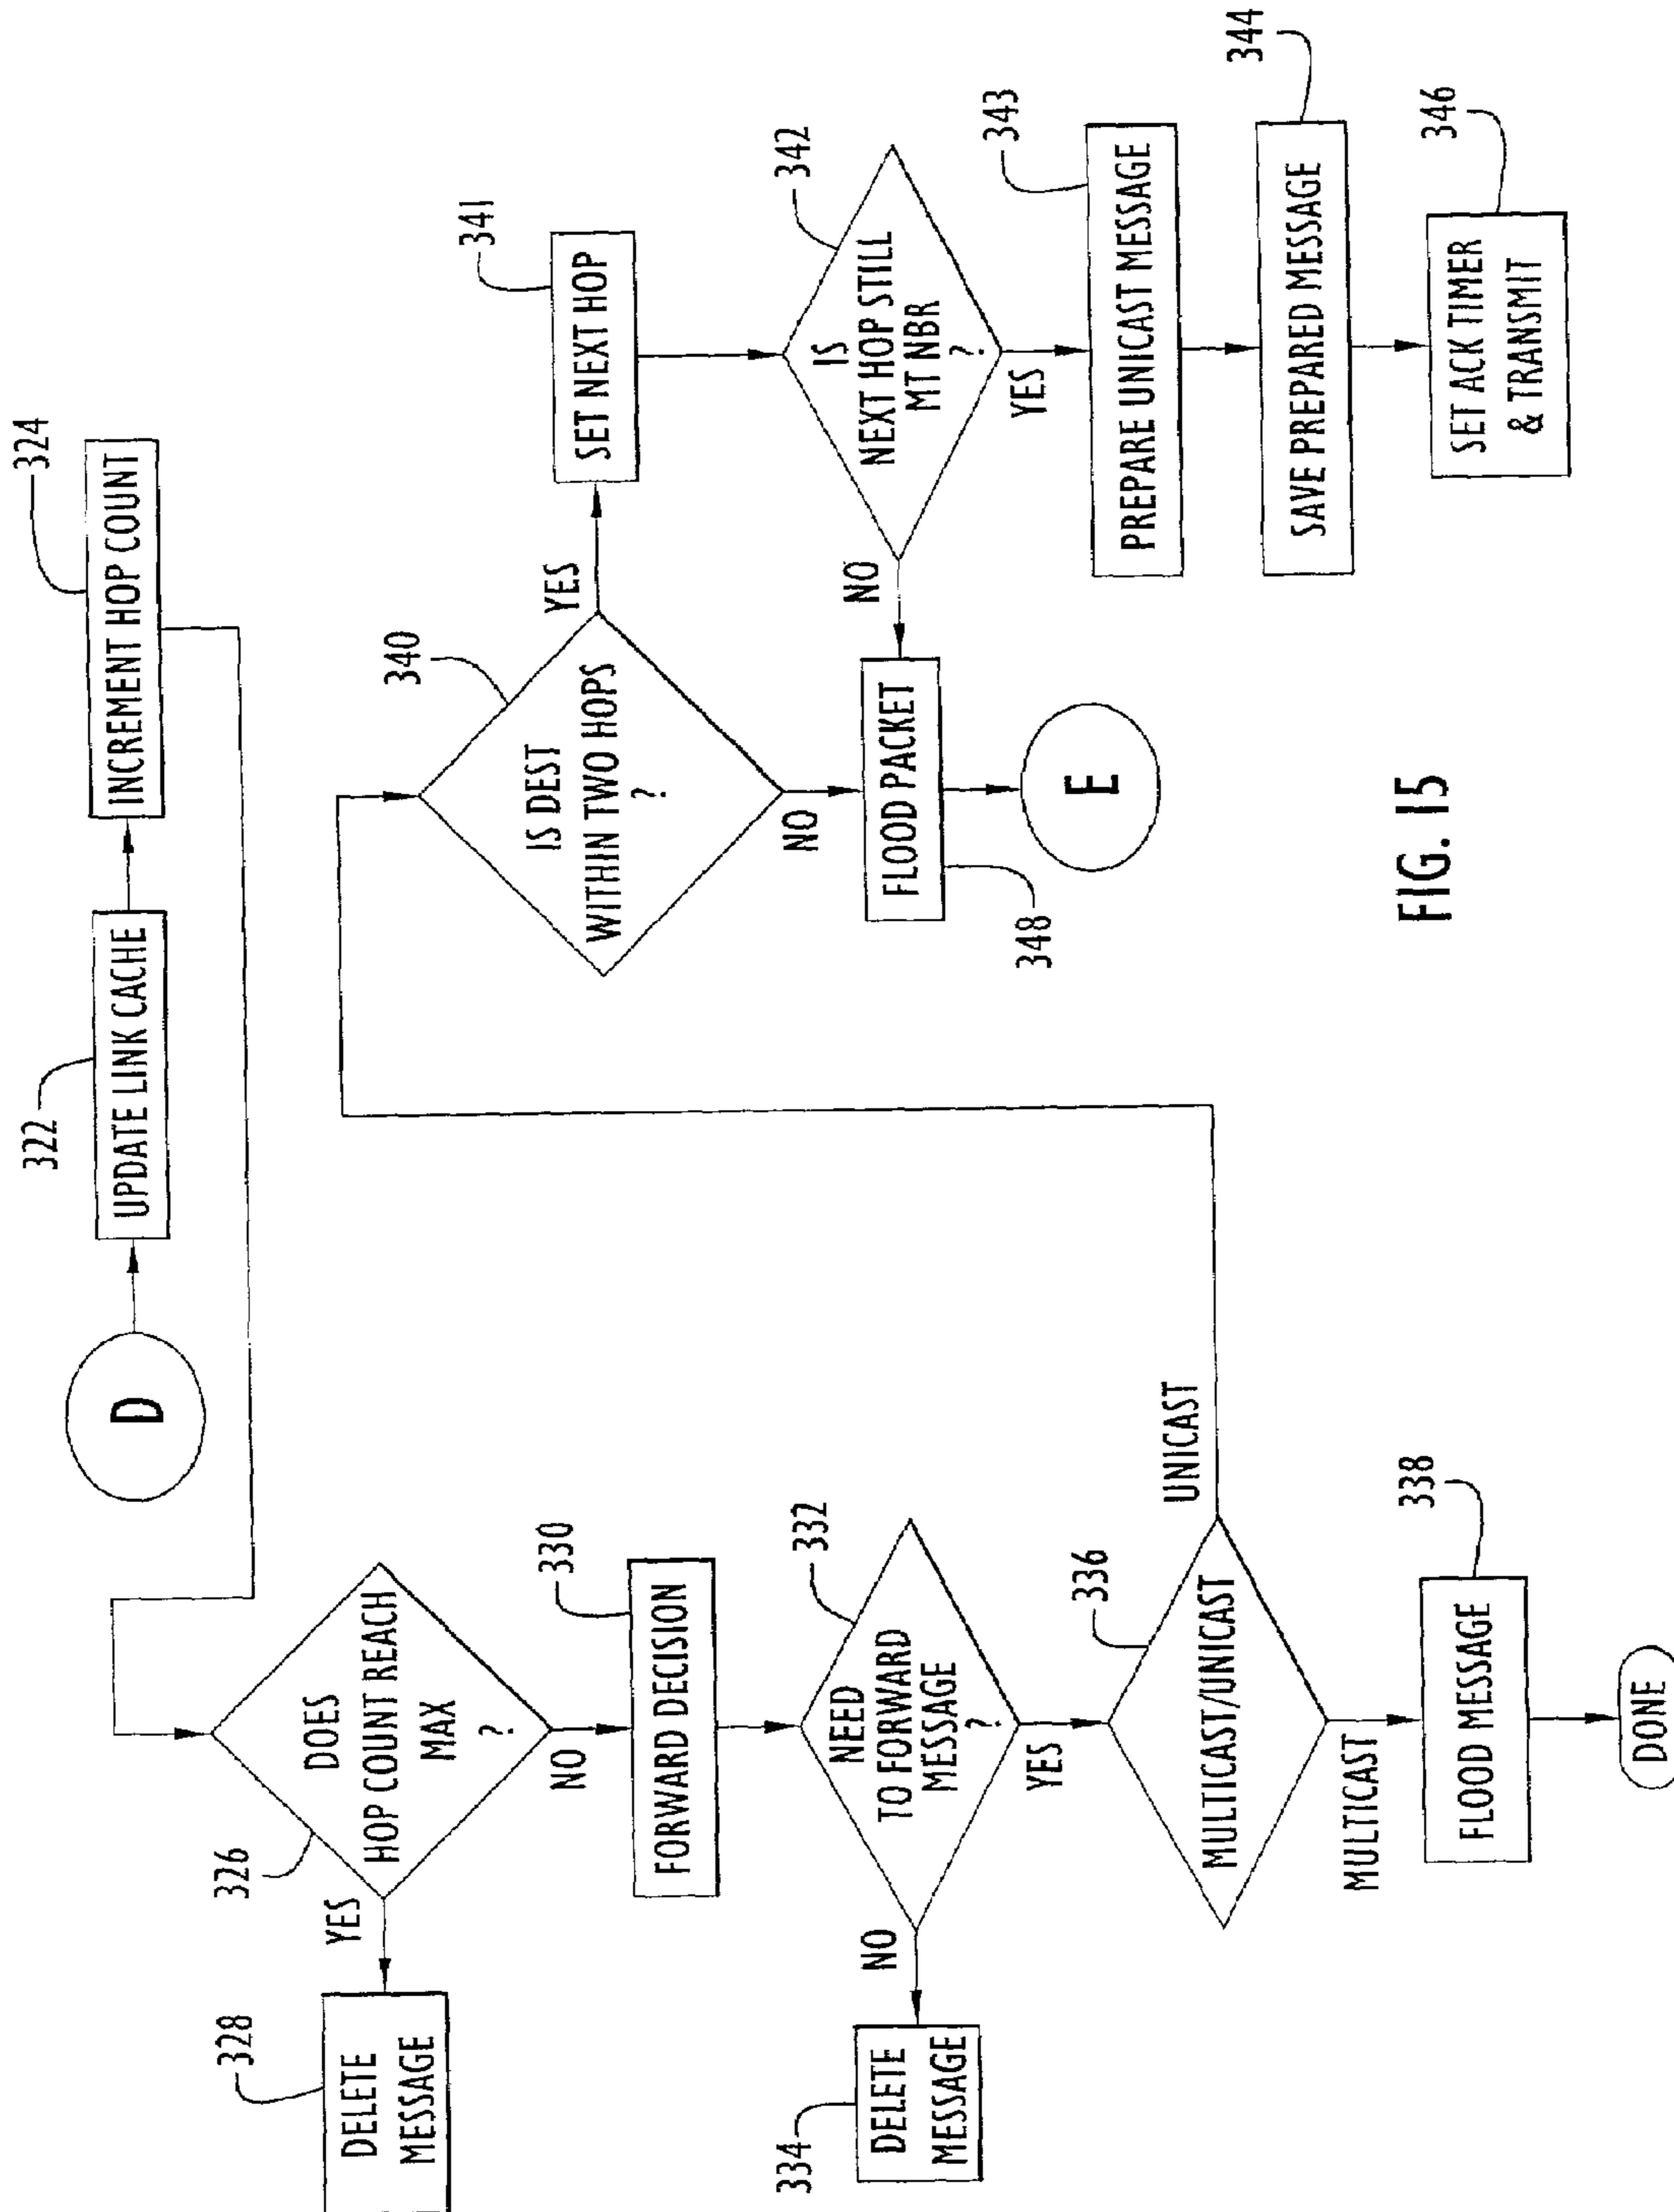 D
322
UPDATE LINK CACHE
324
INCREMENT HOP COUNT
326
DOES
HOP COUNT REACH
MAX
?
YES
328
DELETE
MESSAGE
NO
330
FORWARD DECISION
332
NEED
TO FORWARD
MESSAGE
?
NO
334
DELETE
MESSAGE
YES
336
MULTICAST/UNICAST
UNICAST
MULTICAST
338
FLOOD MESSAGE
DONE
340
IS DEST
WITHIN TWO HOPS
?
YES
341
SET NEXT HOP
342
IS
NEXT HOP STILL
MT NBR
?
NO
NO
FLOOD PACKET
348
E
YES
343
PREPARE UNICAST MESSAGE
344
SAVE PREPARED MESSAGE
346
SET ACK TIMER
& TRANSMIT
FIG. 15